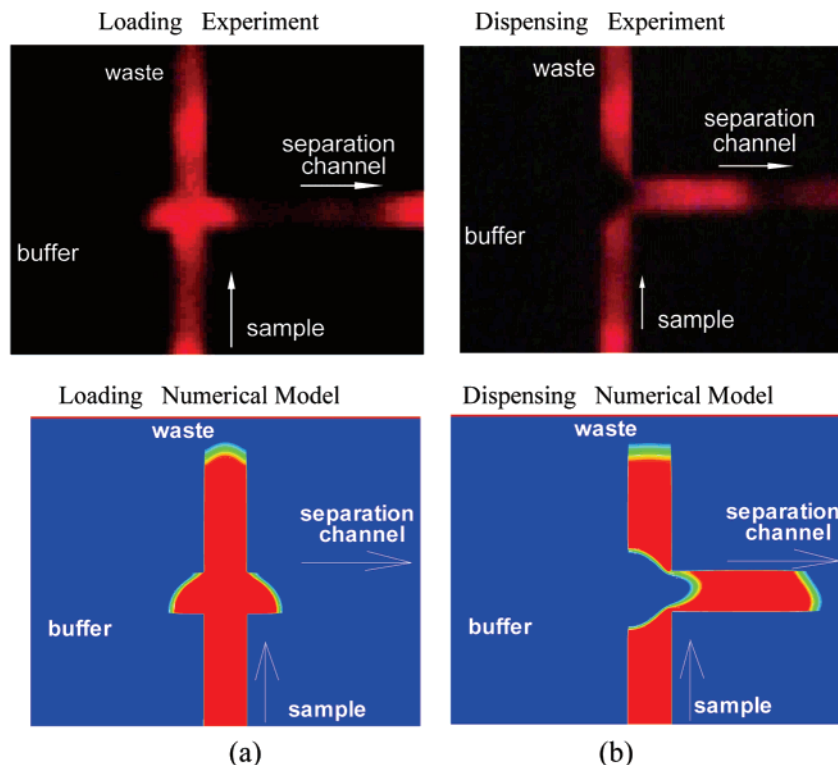 Loading Experiment
waste
separation
channel
buffer
sample
Dispensing Experiment
waste
separation
channel
buffer
sample
Loading Numerical Model
waste
separation
channel
buffer
sample
(a)
Dispensing Numerical Model
waste
separation
channel
buffer
sample
(b)